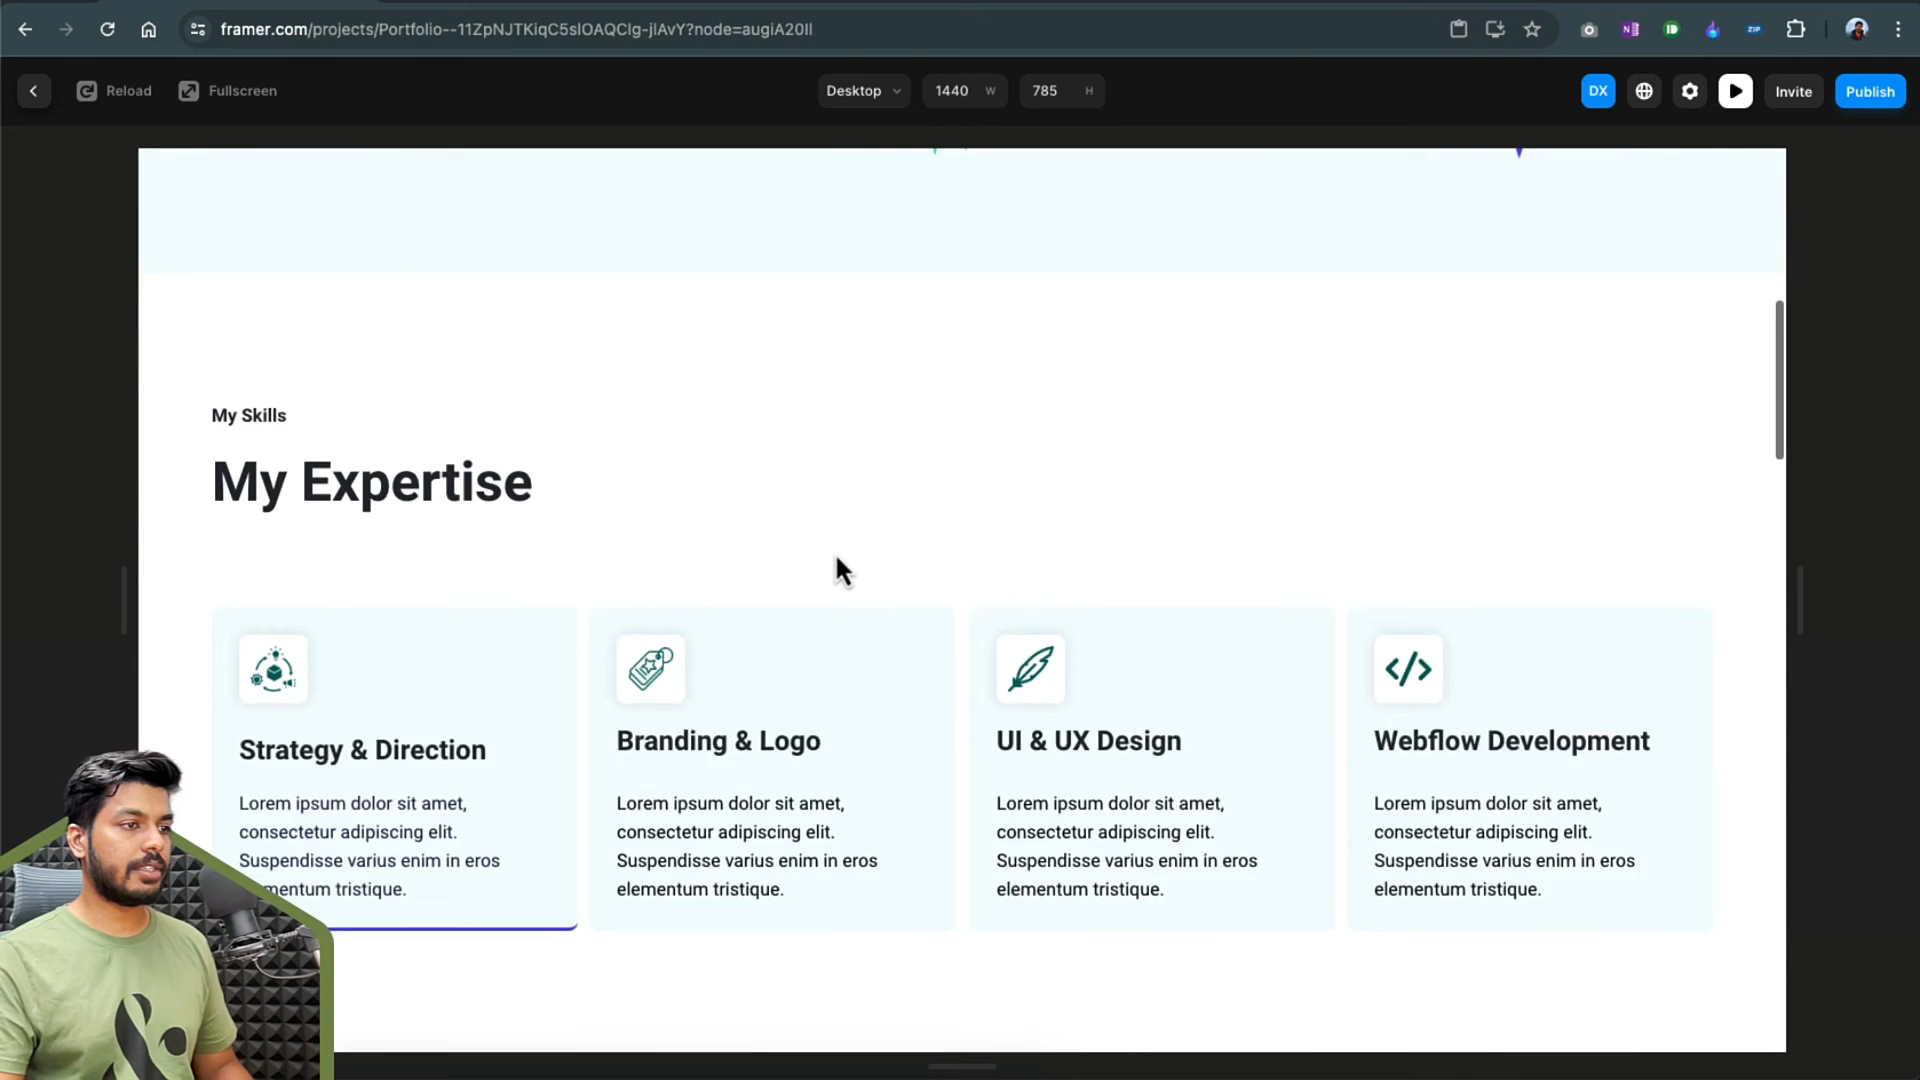 framer.com/projects/Portfolio--11ZpNJTKiqC5slOAQClg-jlAvY?node=augiA20Il
ZIP
Reload
Fullscreen
Desktop
1440 W
785 H
DX
Invite
Publish
My Skills
My Expertise
Strategy & Direction
Lorem ipsum dolor sit amet,
consectetur adipiscing elit.
Suspendisse varius enim in eros
mentum tristique.
Branding & Logo
Lorem ipsum dolor sit amet,
consectetur adipiscing elit.
Suspendisse varius enim in eros
elementum tristique.
UI & UX Design
Lorem ipsum dolor sit amet,
consectetur adipiscing elit.
Suspendisse varius enim in eros
elementum tristique.
</>
Webflow Development
Lorem ipsum dolor sit amet,
consectetur adipiscing elit.
Suspendisse varius enim in eros
elementum tristique.